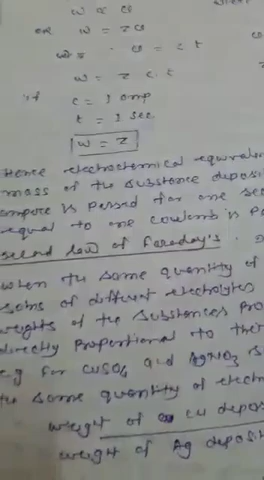 w ∝ Q
or w = ZQ
Q = c t
w = Z c t
if c = 1 amp
t = 1 sec
w = Z
Hence electrochemical equivalent
mass of the substance deposi
ampere is passed for one sec
equal to one coulomb is pa
second law of Faraday's
when the same quantity of
of different electrolytes
weights of the substances pro
directly proportional to their
e.g for CuSO4 and AgNO3 s
the same quantity of electr
weight of Cu deposi
weight of Ag deposit